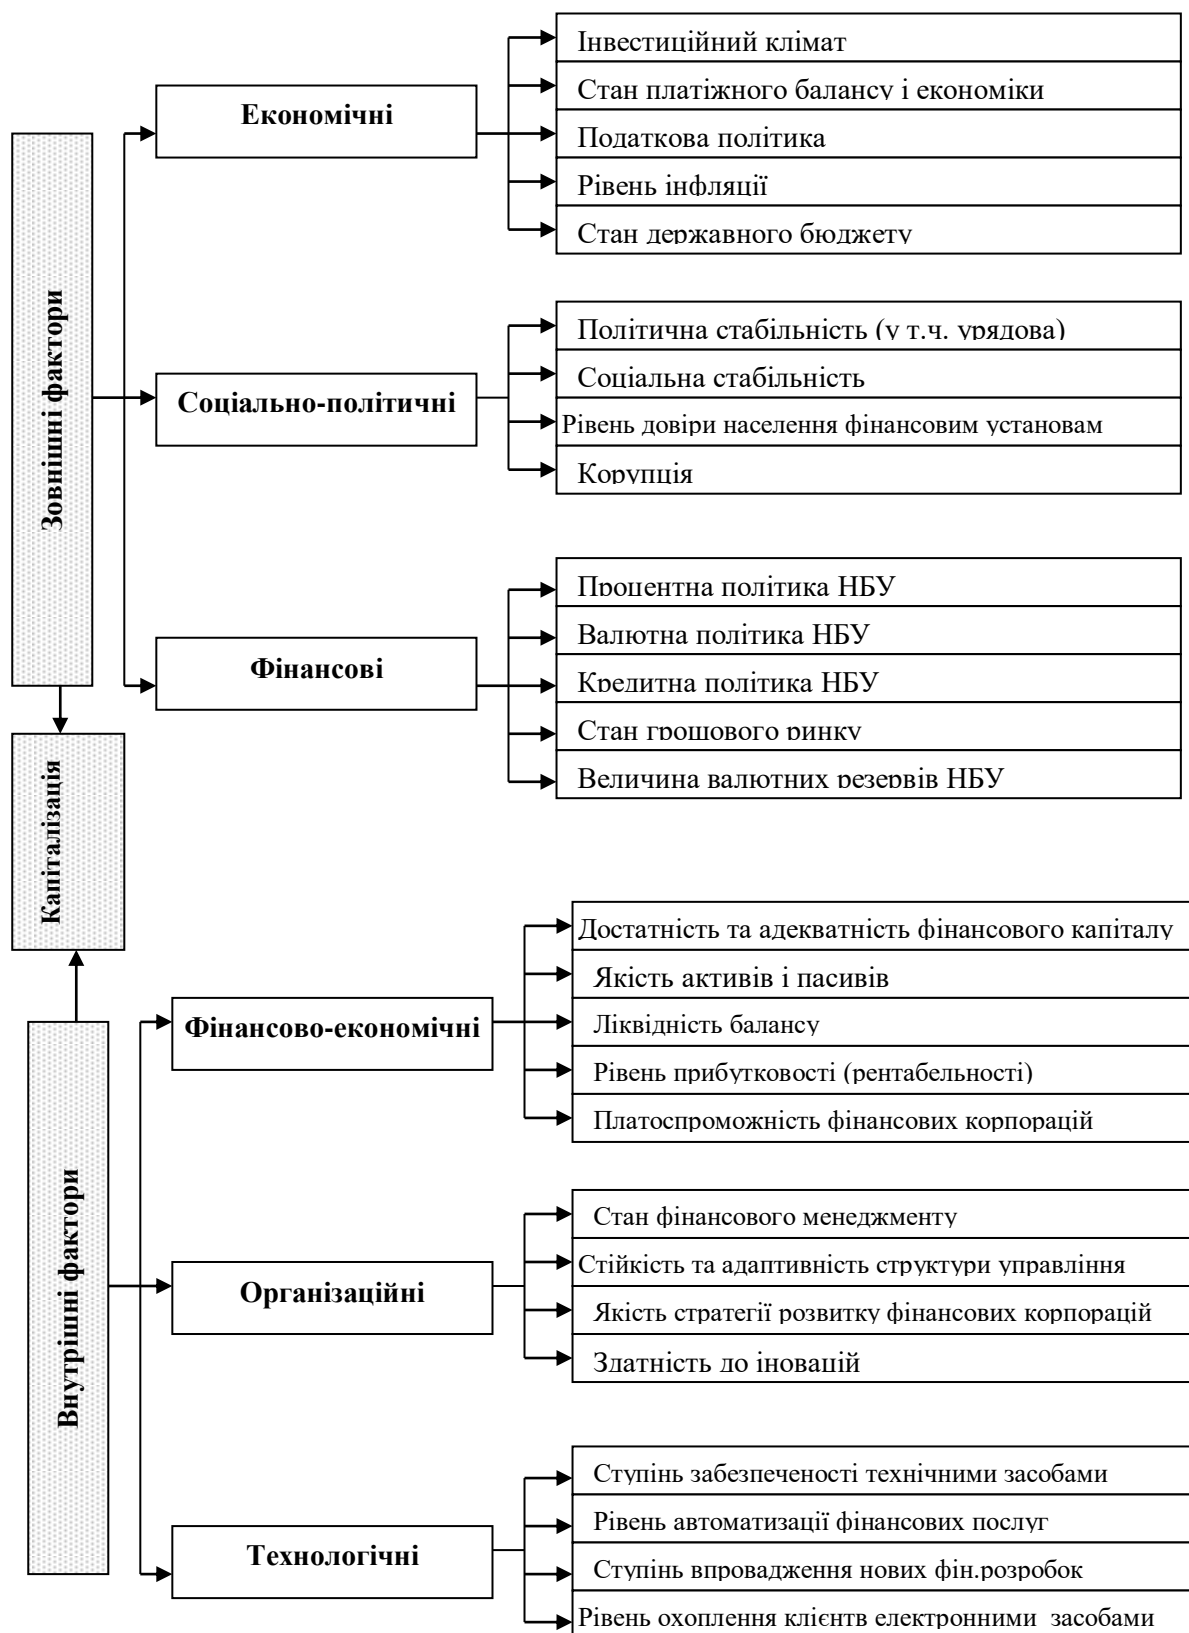 Зовнішні фактори
Економічні
Інвестиційний клімат
Стан платіжного балансу і економіки
Податкова політика
Рівень інфляції
Стан державного бюджету
Соціально-політичні
Політична стабільність (у т.ч. урядова)
Соціальна стабільність
Рівень довіри населення фінансовим установам
Корупція
Фінансові
Процентна політика НБУ
Валютна політика НБУ
Кредитна політика НБУ
Стан грошового ринку
Величина валютних резервів НБУ
Капіталізація
Внутрішні фактори
Фінансово-економічні
Достатність та адекватність фінансового капіталу
Якість активів і пасивів
Ліквідність балансу
Рівень прибутковості (рентабельності)
Платоспроможність фінансових корпорацій
Організаційні
Стан фінансового менеджменту
Стійкість та адаптивність структури управління
Якість стратегії розвитку фінансових корпорацій
Здатність до іновацій
Технологічні
Ступінь забезпеченості технічними засобами
Рівень автоматизації фінансових послуг
Ступінь впровадження нових фін.розробок
Рівень охоплення клієнтв електронними засобами